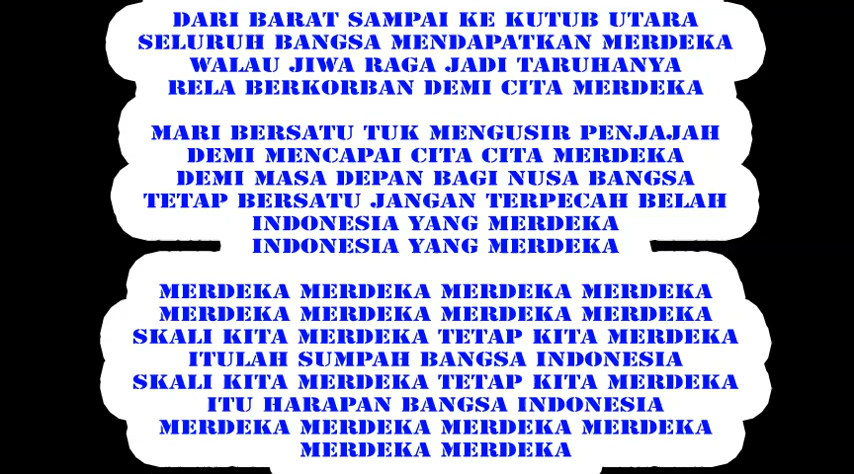 DARI BARAT SAMPAI KE KUTUB UTARA
SELURUH BANGSA MENDAPATKAN MERDEKA
WALAU JIWA RAGA JADI TARUHANYA
RELA BERKORBAN DEMI CITA MERDEKA
MARI BERSATU TUK MENGUSIR PENJAJAH
DEMI MENCAPAI CITA CITA MERDEKA
DEMI MASA DEPAN BAGI NUSA BANGSA
TETAP BERSATU JANGAN TERPECAH BELAH
INDONESIA YANG MERDEKA
INDONESIA YANG MERDEKA
MERDEKA MERDEKA MERDEKA MERDEKA
MERDEKA MERDEKA MERDEKA MERDEKA
SKALI KITA MERDEKA TETAP KITA MERDEKA
ITULAH SUMPAH BANGSA INDONESIA
SKALI KITA MERDEKA TETAP KITA MERDEKA
ITU HARAPAN BANGSA INDONESIA
MERDEKA MERDEKA MERDEKA MERDEKA
MERDEKA MERDEKA